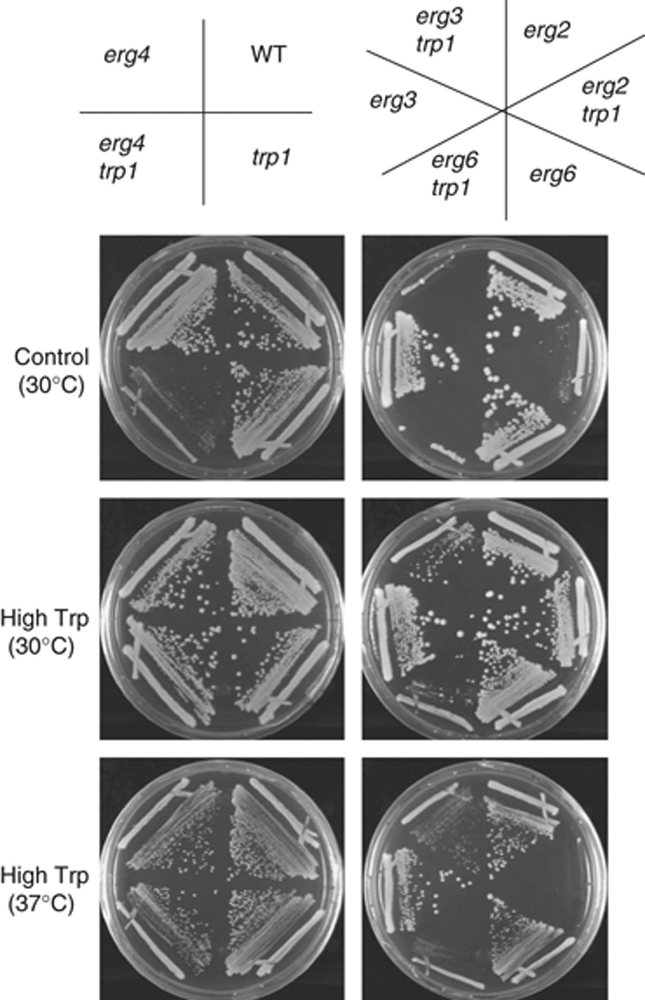 erg4
WT
erg4
trp1
trp1
erg3
trp1
erg2
erg3
erg2
trp1
erg6
trp1
erg6
Control
(30°C)
High Trp
(30°C)
High Trp
(37°C)